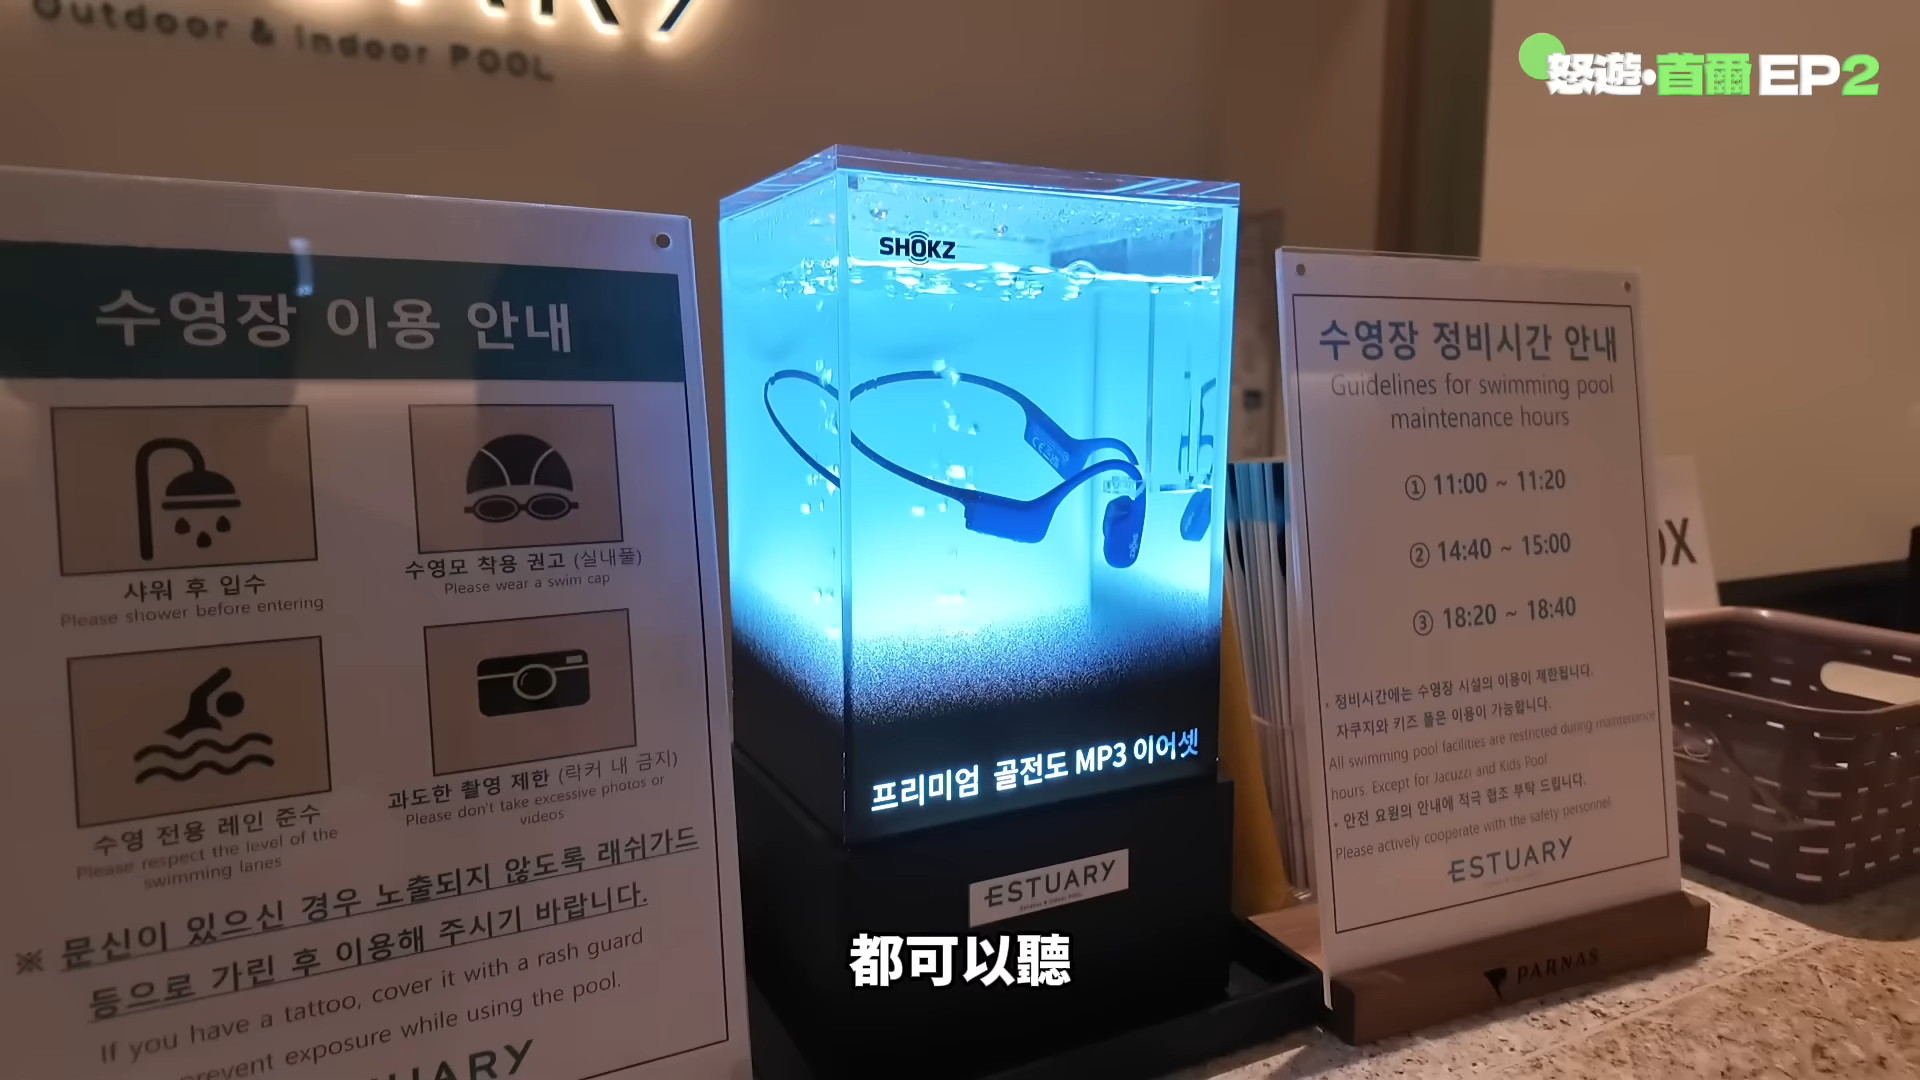 Outdoor & Indoor POOL
怒遊•首爾 EP2
수영장 이용 안내
샤워 후 입수
Please shower before entering
수영모 착용 권고 (실내풀)
Please wear a swim cap
수영 전용 레인 준수
Please respect the level of the
swimming lanes
과도한 촬영 제한 (락커 내 금지)
Please don't take excessive photos or
videos
※ 문신이 있으신 경우 노출되지 않도록 래쉬가드
등으로 가린 후 이용해 주시기 바랍니다.
If you have a tattoo, cover it with a rash guard
prevent exposure while using the pool.
SHOKZ
SHOKZ
프리미엄 골전도 MP3 이어셋
ESTUARY
都可以聽
수영장 정비시간 안내
Guidelines for swimming pool
maintenance hours
① 11:00 ~ 11:20
② 14:40 ~ 15:00
③ 18:20 ~ 18:40
• 정비시간에는 수영장 시설의 이용이 제한됩니다.
자쿠지와 키즈 풀은 이용이 가능합니다.
All swimming pool facilities are restricted during maintenance
hours. Except for Jacuzzi and Kids Pool
• 안전 요원의 안내에 적극 협조 부탁 드립니다.
Please actively cooperate with the safety personnel
ESTUARY
PARNAS